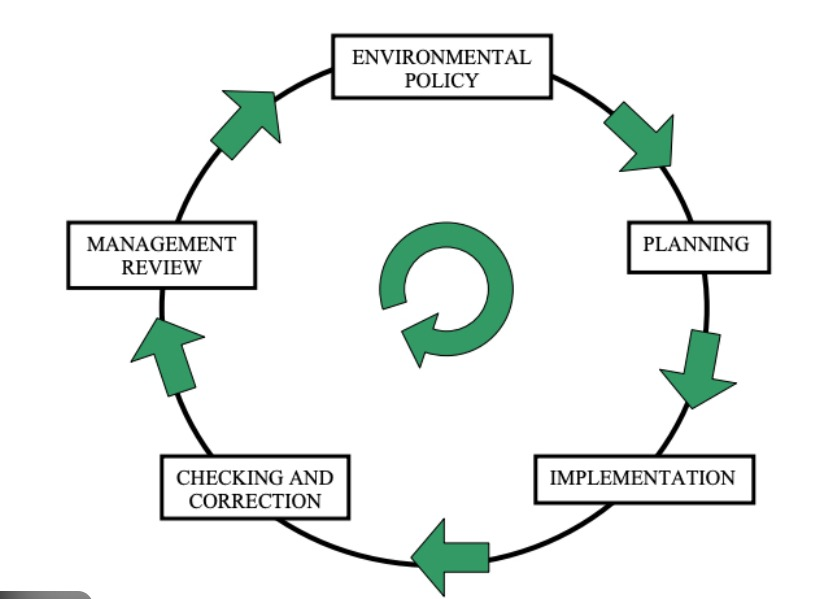 ENVIRONMENTAL
POLICY
PLANNING
IMPLEMENTATION
CHECKING AND
CORRECTION
MANAGEMENT
REVIEW